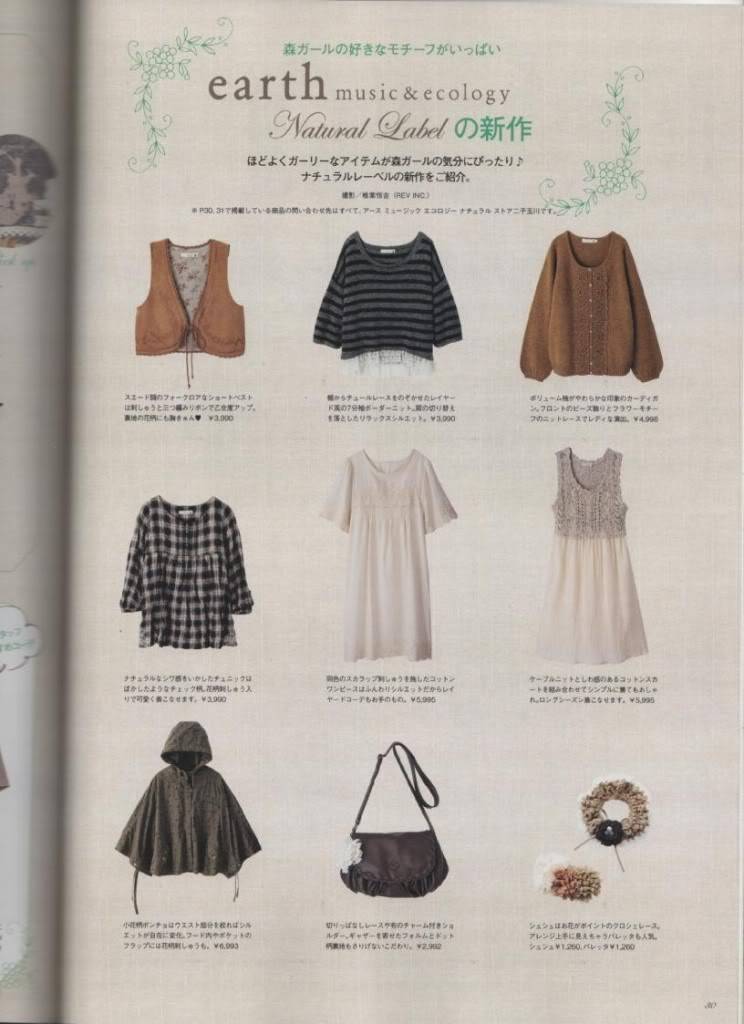 森ガールの好きなモチーフがいっぱい
earth music & ecology
Natural Label の新作
ほどよくガーリーなアイテムが森ガールの気分にぴったり♪
ナチュラルレーベルの新作をご紹介。
(REV INC.)
※P30、31で掲載している商品の問い合わせ先はすべて、アース ミュージック エコロジー ナチュラル ストア二子玉川です。
スエード調のフォークロアなショートベスト
は刺しゅうと三つ編みリボンで乙女度アップ。
裏地の花柄にも胸きゅん♥ ¥3,990
裾からチュールレースをのぞかせたレイヤー
ド風の7分袖ボーダーニット。肩の切り替え
を落としたリラックスシルエット。¥3,990
ボリューム袖がやわらかな印象のカーディガ
ン。フロントのビーズ飾りとフラワーモチー
フのニットレースでレディな演出。¥4,998
ナチュラルなシワ感をいかしたチュニックは
ぼかしたようなチェック柄。花柄刺しゅう入
りで可愛く着こなせます。¥3,990
同色のスカラップ刺しゅうを施したコットン
ワンピースはふんわりシルエットだからレイ
ヤードコーデもお手のもの。¥5,995
ケーブルニットとしわ感のあるコットンスカ
ートを組み合わせてシンプルに着てもおしゃ
れ。ロングシーズン着こなせます。¥5,995
小花柄ポンチョはウエスト部分を絞ればシル
エットが自在に変化。フード内やポケットの
フラップには花柄刺しゅうも。¥6,993
切りっぱなしレースや布のチャーム付きショ
ルダー。ギャザーを寄せたフォルムとドット
柄裏地もさりげないこだわり。¥2,992
シュシュはお花がポイントのクロシェレース。
アレンジ上手に見えちゃうバレッタも人気。
シュシュ¥1,260、バレッタ¥1,260
30